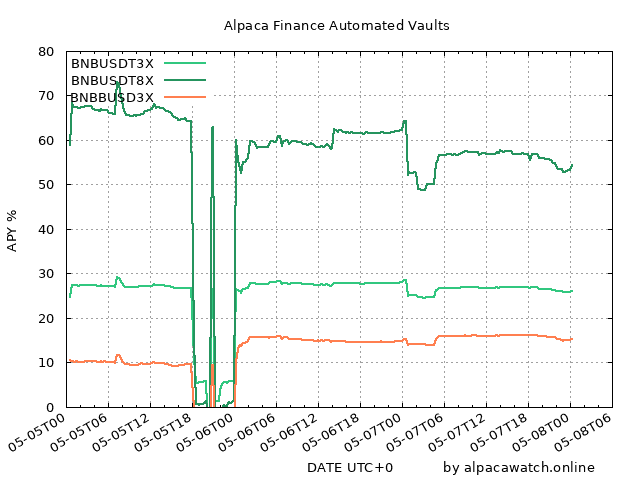 Alpaca Finance Automated Vaults
BNBUSDT3X
BNBUSDT8X
BNBBUSD3X
80
70
60
50
40
30
20
10
0
APY %
05-05T00
05-05T06
05-05T12
05-05T18
05-06T00
05-06T06
05-06T12
05-06T18
05-07T00
05-07T06
05-07T12
05-07T18
05-08T00
05-08T06
DATE UTC+0
by alpacawatch.online